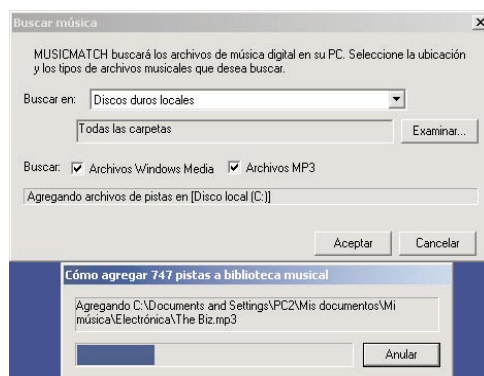 Buscar música
MUSICMATCH buscará los archivos de música digital en su PC. Seleccione la ubicación
y los tipos de archivos musicales que desea buscar.
Buscar en: Discos duros locales
Todas las carpetas Examinar...
Buscar: Archivos Windows Media Archivos MP3
Agregando archivos de pistas en [Disco local (C:)]
Aceptar Cancelar
Cómo agregar 747 pistas a biblioteca musical
Agregando C:\Documents and Settings\PC2\Mis documentos\Mi
música\Electrónica\The Biz.mp3
Anular